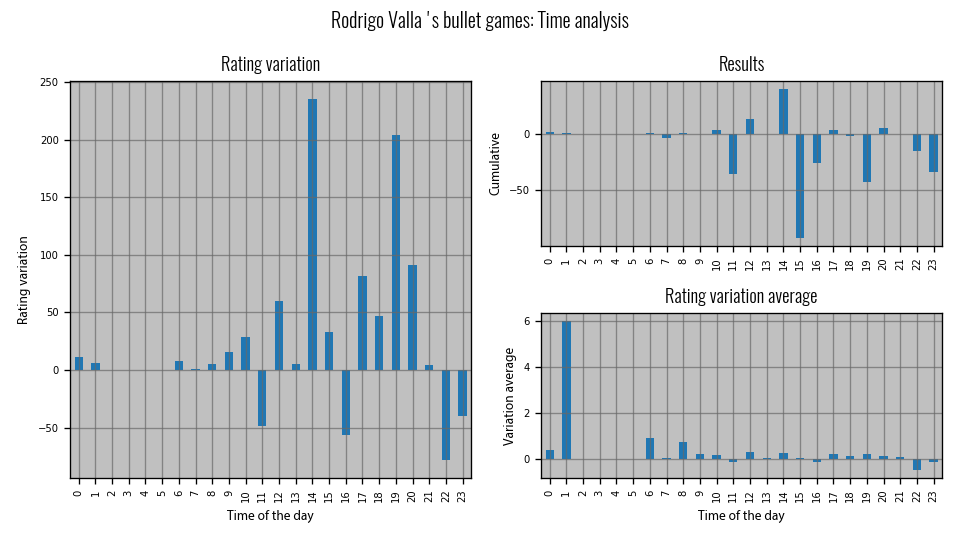 Rodrigo Valla 's bullet games: Time analysis
Rating variation
250
200
150
100
50
0
−50
Rating variation
0 1 2 3 4 5 6 7 8 9 10 11 12 13 14 15 16 17 18 19 20 21 22 23
Time of the day
Results
0
−50
Cumulative
0 1 2 3 4 5 6 7 8 9 10 11 12 13 14 15 16 17 18 19 20 21 22 23
Rating variation average
6
4
2
0
Variation average
0 1 2 3 4 5 6 7 8 9 10 11 12 13 14 15 16 17 18 19 20 21 22 23
Time of the day